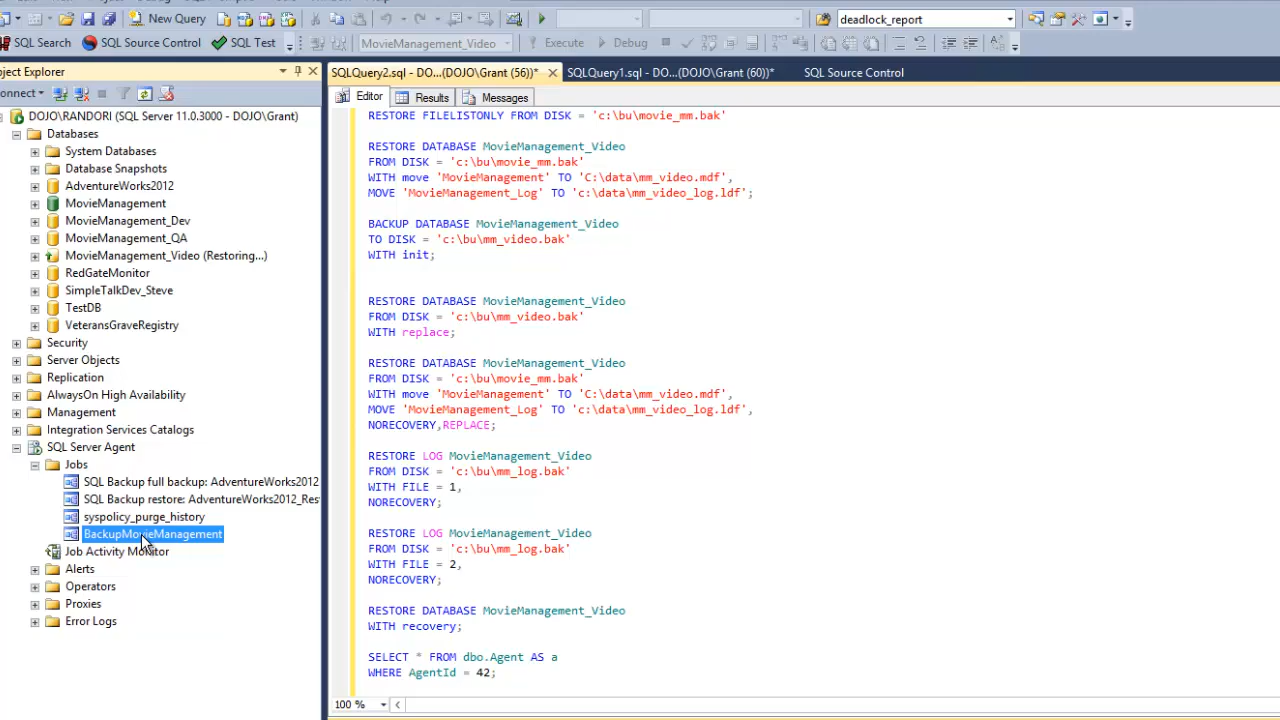 New Query
deadlock_report
SQL Search
SQL Source Control
SQL Test
MovieManagement_Video
Execute
Debug
ject Explorer
SQLQuery2.sql - DO...(DOJO\Grant (56))*
SQLQuery1.sql - DO...(DOJO\Grant (60))*
SQL Source Control
onnect
Editor
Results
Messages
DOJO\RANDORI (SQL Server 11.0.3000 - DOJO\Grant)
Databases
System Databases
Database Snapshots
AdventureWorks2012
MovieManagement
MovieManagement_Dev
MovieManagement_QA
MovieManagement_Video (Restoring...)
RedGateMonitor
SimpleTalkDev_Steve
TestDB
VeteransGraveRegistry
Security
Server Objects
Replication
AlwaysOn High Availability
Management
Integration Services Catalogs
SQL Server Agent
Jobs
SQL Backup full backup: AdventureWorks2012
SQL Backup restore: AdventureWorks2012_Res
syspolicy_purge_history
BackupMovieManagement
Job Activity Monitor
Alerts
Operators
Proxies
Error Logs
RESTORE FILELISTONLY FROM DISK = 'c:\bu\movie_mm.bak'
RESTORE DATABASE MovieManagement_Video
FROM DISK = 'c:\bu\movie_mm.bak'
WITH move 'MovieManagement' TO 'C:\data\mm_video.mdf',
MOVE 'MovieManagement_Log' TO 'c:\data\mm_video_log.ldf';
BACKUP DATABASE MovieManagement_Video
TO DISK = 'c:\bu\mm_video.bak'
WITH init;
RESTORE DATABASE MovieManagement_Video
FROM DISK = 'c:\bu\mm_video.bak'
WITH replace;
RESTORE DATABASE MovieManagement_Video
FROM DISK = 'c:\bu\movie_mm.bak'
WITH move 'MovieManagement' TO 'C:\data\mm_video.mdf',
MOVE 'MovieManagement_Log' TO 'c:\data\mm_video_log.ldf',
NORECOVERY,REPLACE;
RESTORE LOG MovieManagement_Video
FROM DISK = 'c:\bu\mm_log.bak'
WITH FILE = 1,
NORECOVERY;
RESTORE LOG MovieManagement_Video
FROM DISK = 'c:\bu\mm_log.bak'
WITH FILE = 2,
NORECOVERY;
RESTORE DATABASE MovieManagement_Video
WITH recovery;
SELECT * FROM dbo.Agent AS a
WHERE AgentId = 42;
100 %